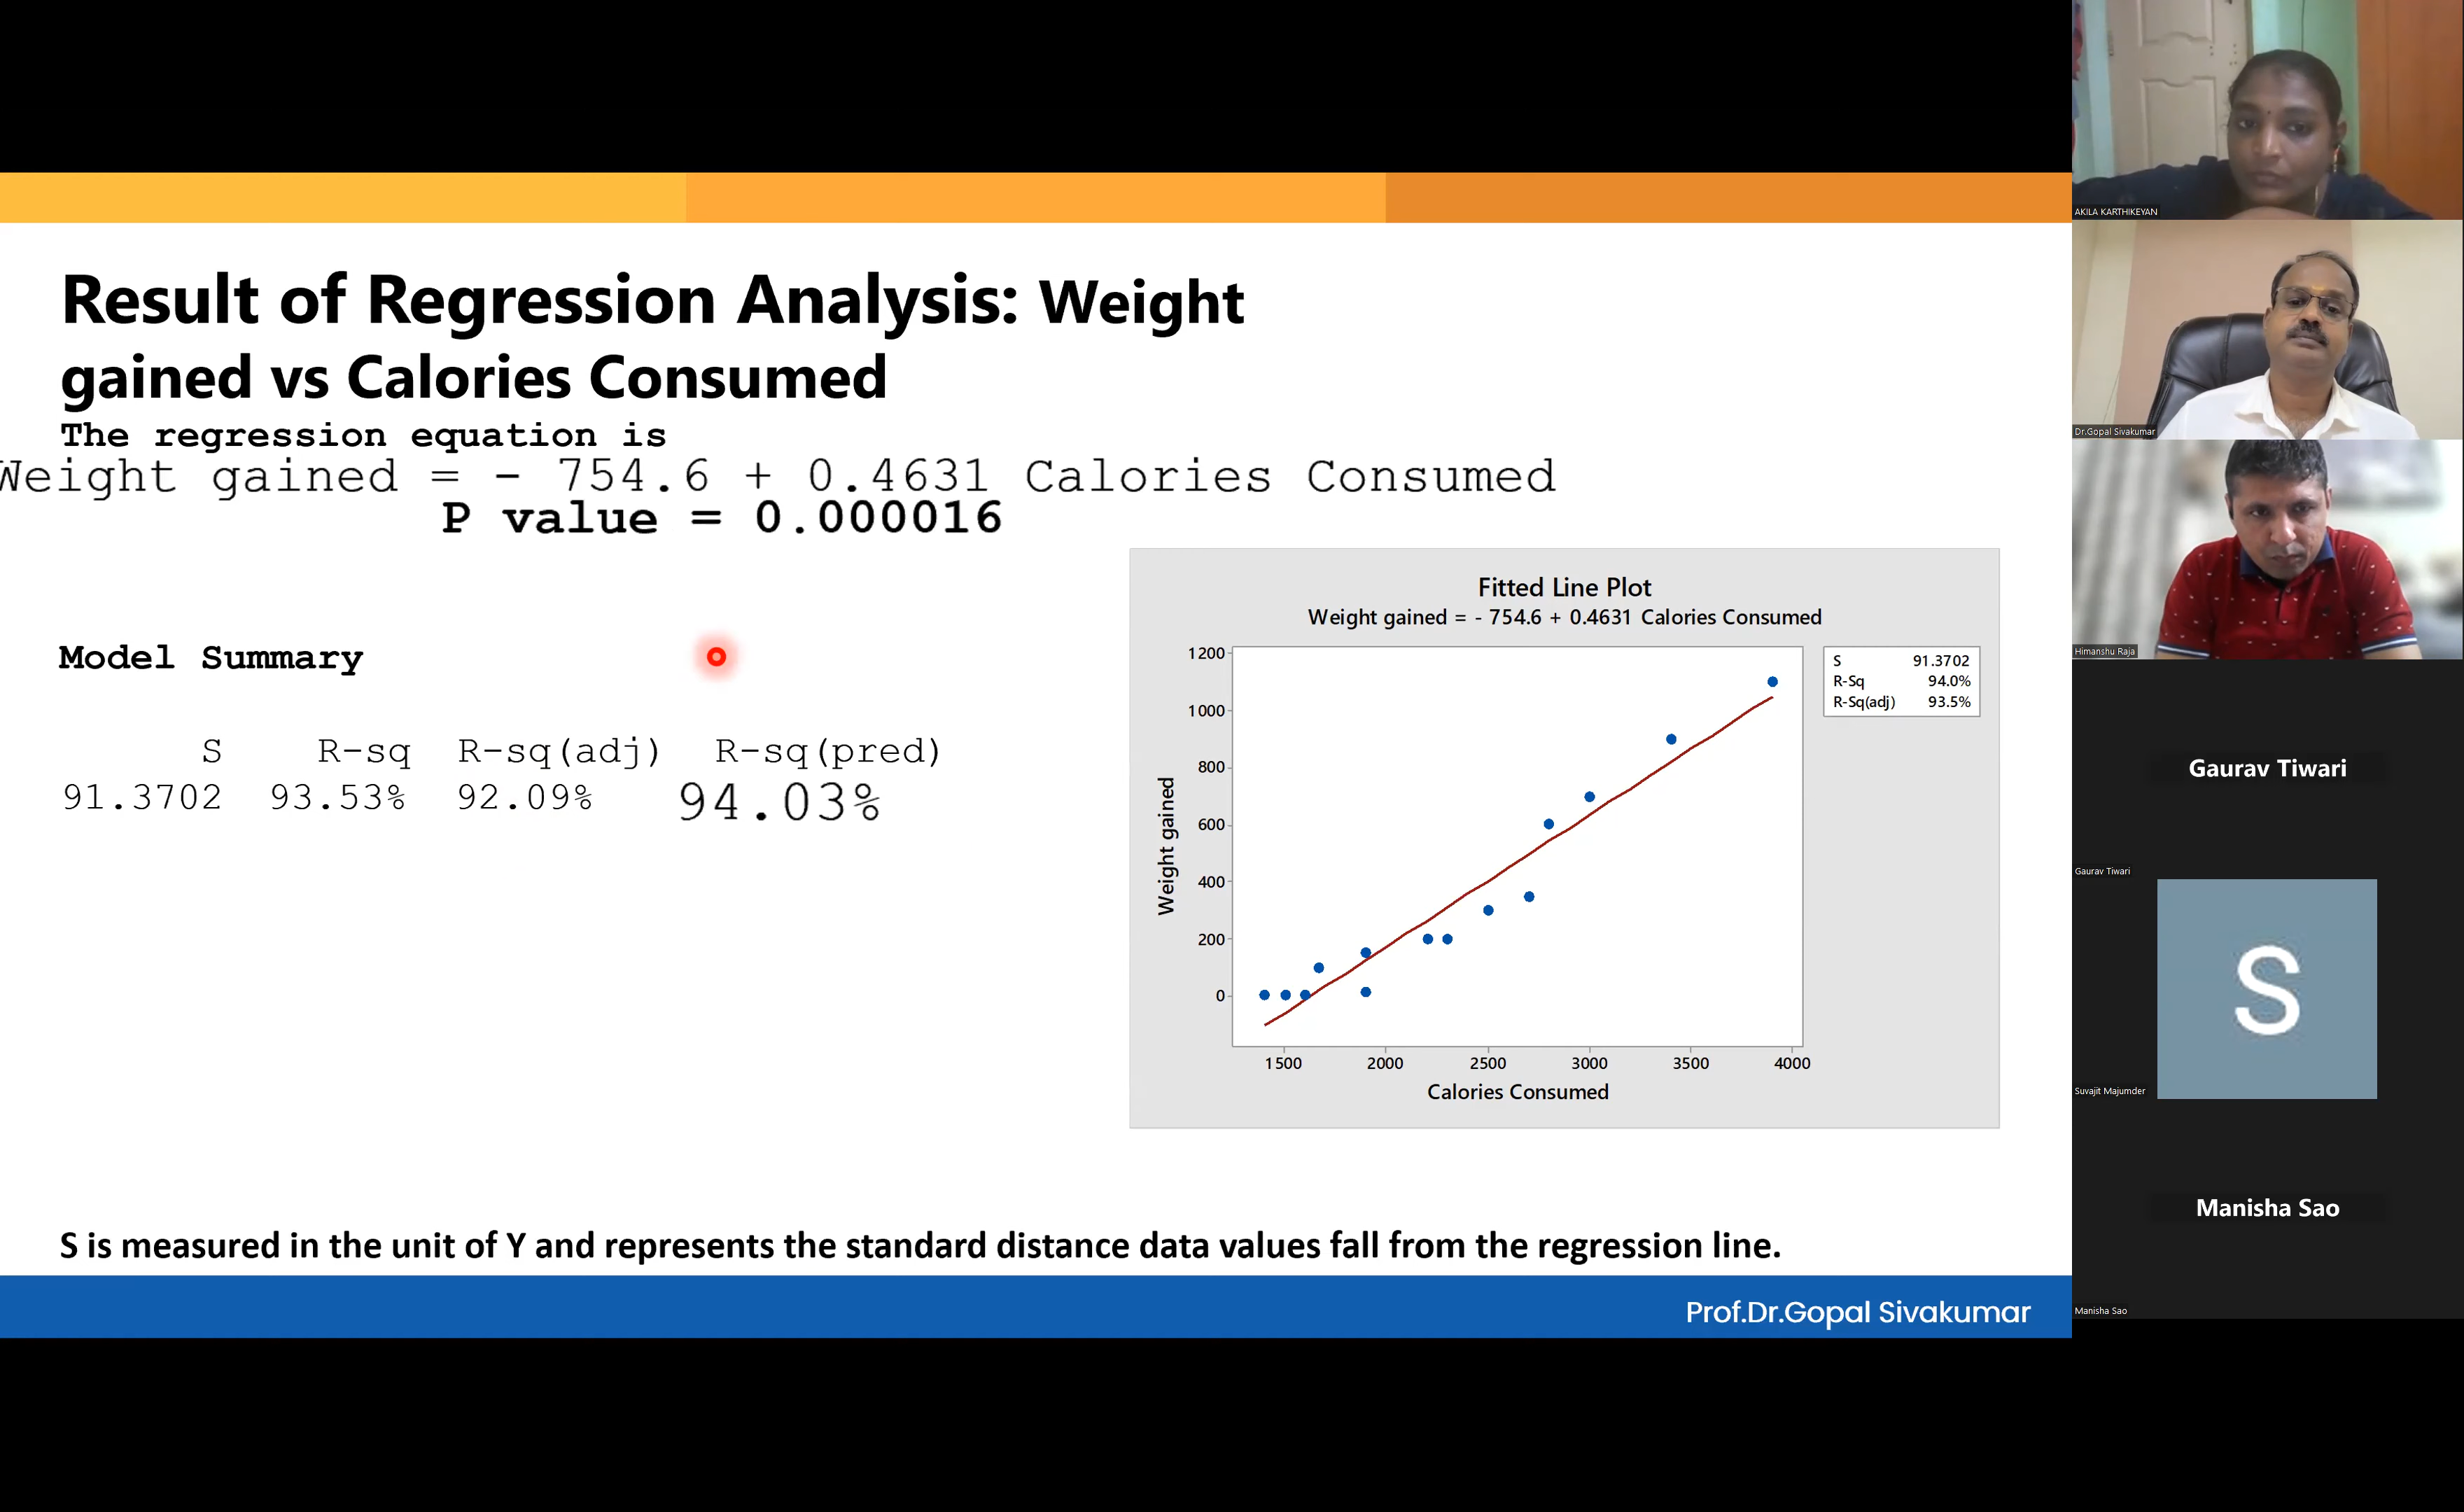 Result of Regression Analysis: Weight
gained vs Calories Consumed
The regression equation is
Weight gained = - 754.6 + 0.4631 Calories Consumed
P value = 0.000016
Model Summary
S R-sq R-sq(adj) R-sq(pred)
91.3702 93.53% 92.09% 94.03%
Fitted Line Plot
Weight gained = - 754.6 + 0.4631 Calories Consumed
S 91.3702
R-Sq 94.0%
R-Sq(adj) 93.5%
1200
1000
800
600
400
200
0
Weight gained
1500 2000 2500 3000 3500 4000
Calories Consumed
S is measured in the unit of Y and represents the standard distance data values fall from the regression line.
Prof.Dr.Gopal Sivakumar
AKILA KARTHIKEYAN
Dr.Gopal Sivakumar
Himanshu Raja
Gaurav Tiwari
Gaurav Tiwari
S
Suvajit Majumder
Manisha Sao
Manisha Sao